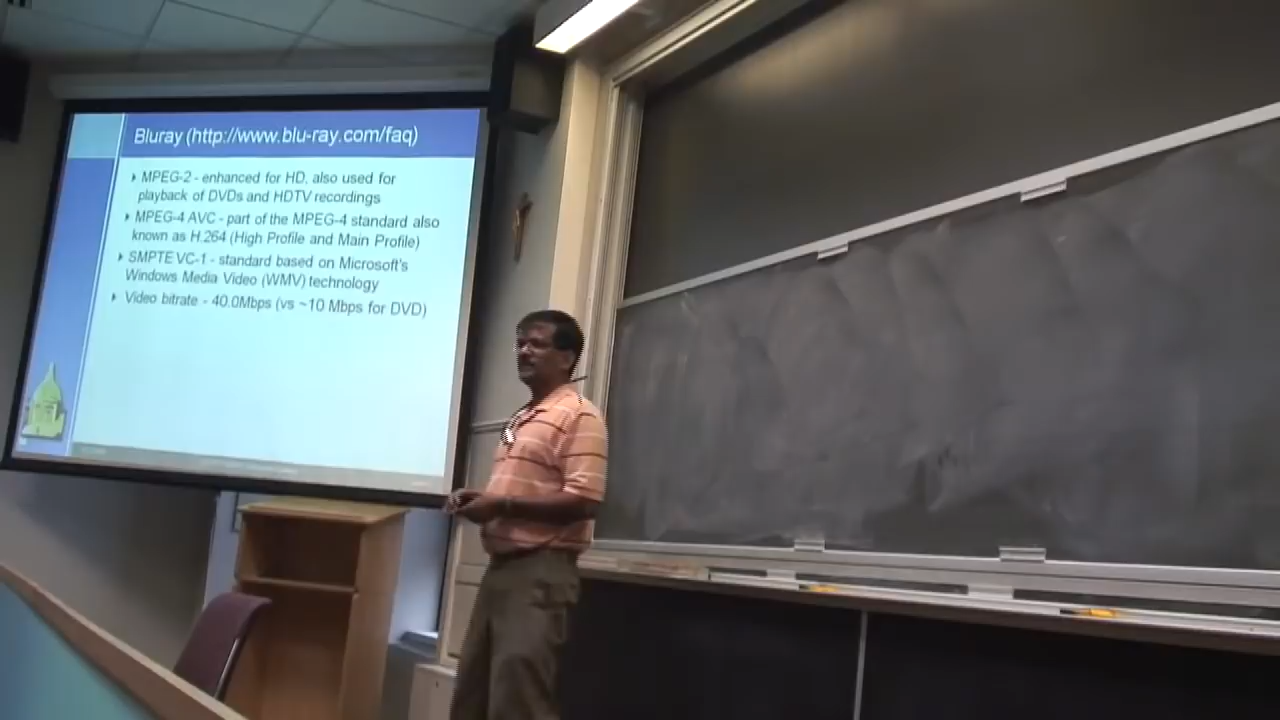 Bluray (http://www.blu-ray.com/faq)
MPEG-2 - enhanced for HD, also used for
playback of DVDs and HDTV recordings
MPEG-4 AVC - part of the MPEG-4 standard also
known as H.264 (High Profile and Main Profile)
SMPTE VC-1 - standard based on Microsoft's
Windows Media Video (WMV) technology
Video bitrate - 40.0Mbps (vs ~10 Mbps for DVD)